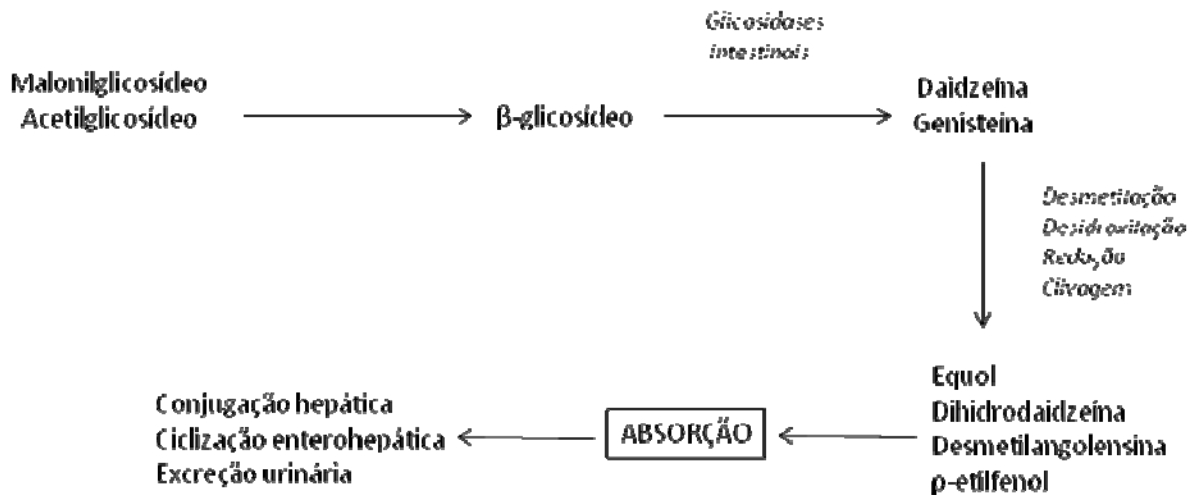 Malonilglicosídeo
Acetilglicosídeo
β-glicosídeo
Glicosidases
intestinais
Daidzeína
Genisteína
Desmetilação
Desidroxilação
Redução
Clivagem
Equol
Dihidrodaidzeína
Desmetilangolensina
ρ-etilfenol
ABSORÇÃO
Conjugação hepática
Ciclização enterohepática
Excreção urinária